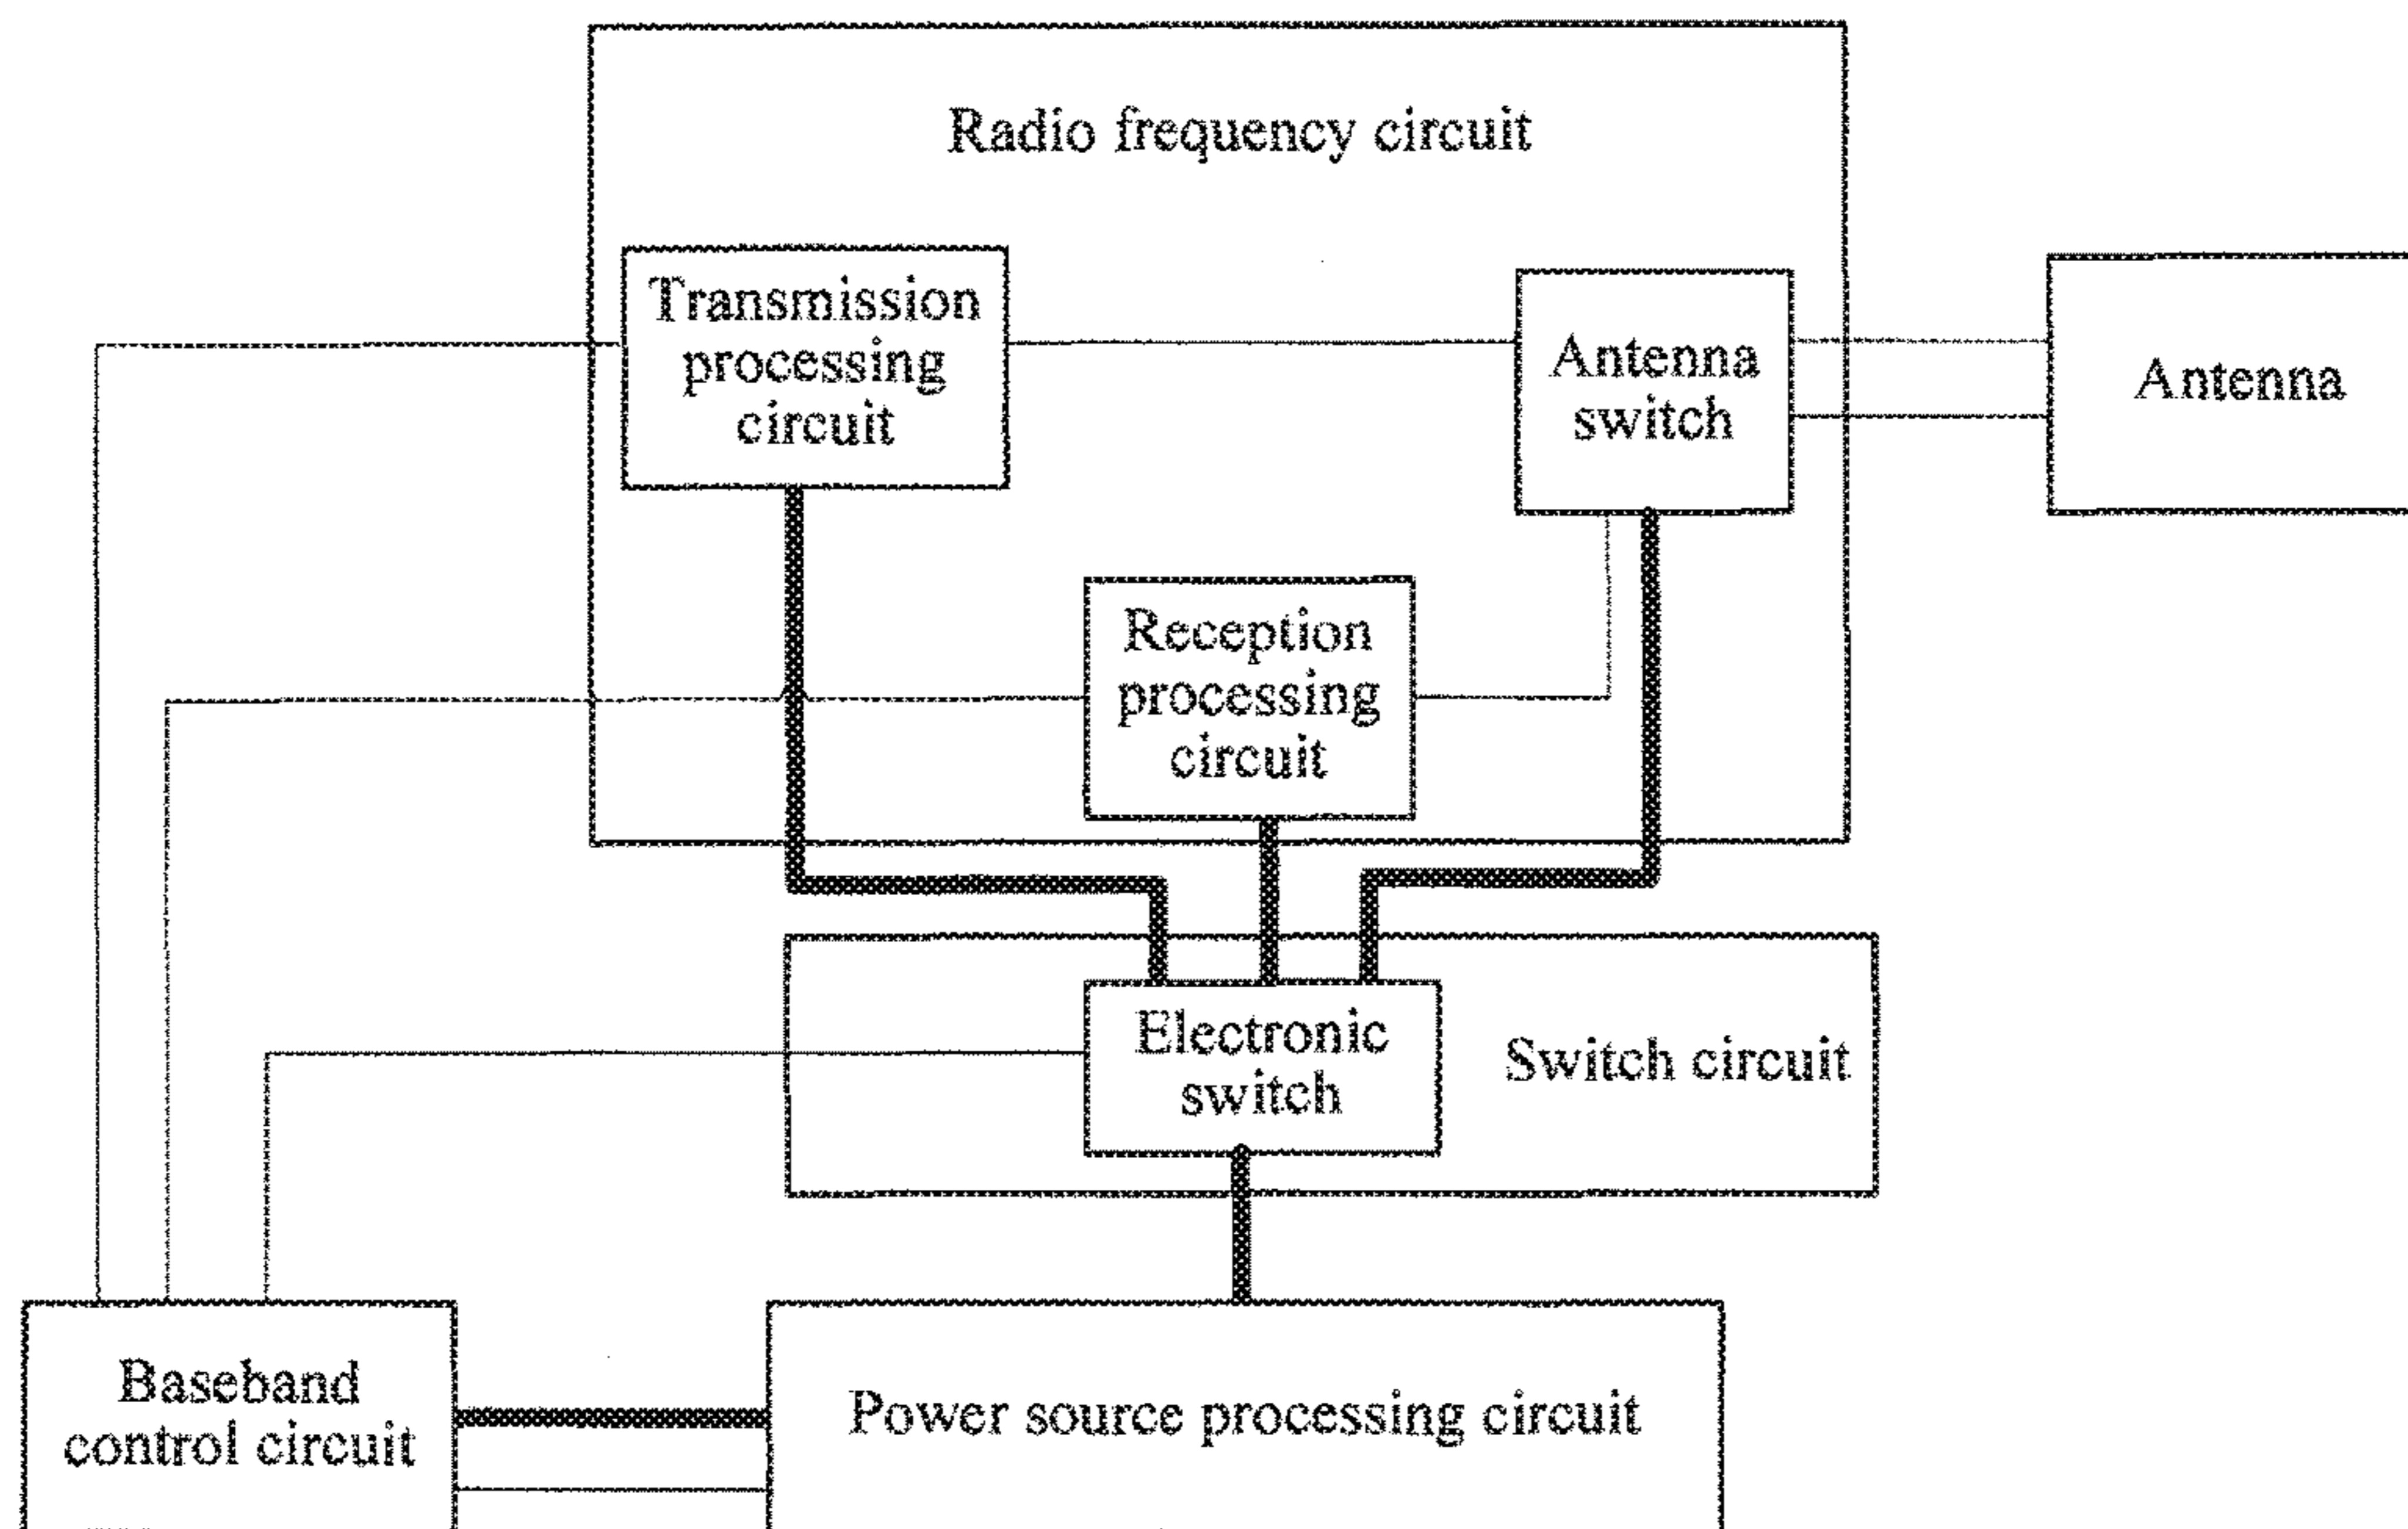 Radio frequency circuit
Transmission
processing
circuit
Antenna
switch
Antenna
Reception
processing
circuit
Electronic
switch
Switch circuit
Baseband
control circuit
Power source processing circuit